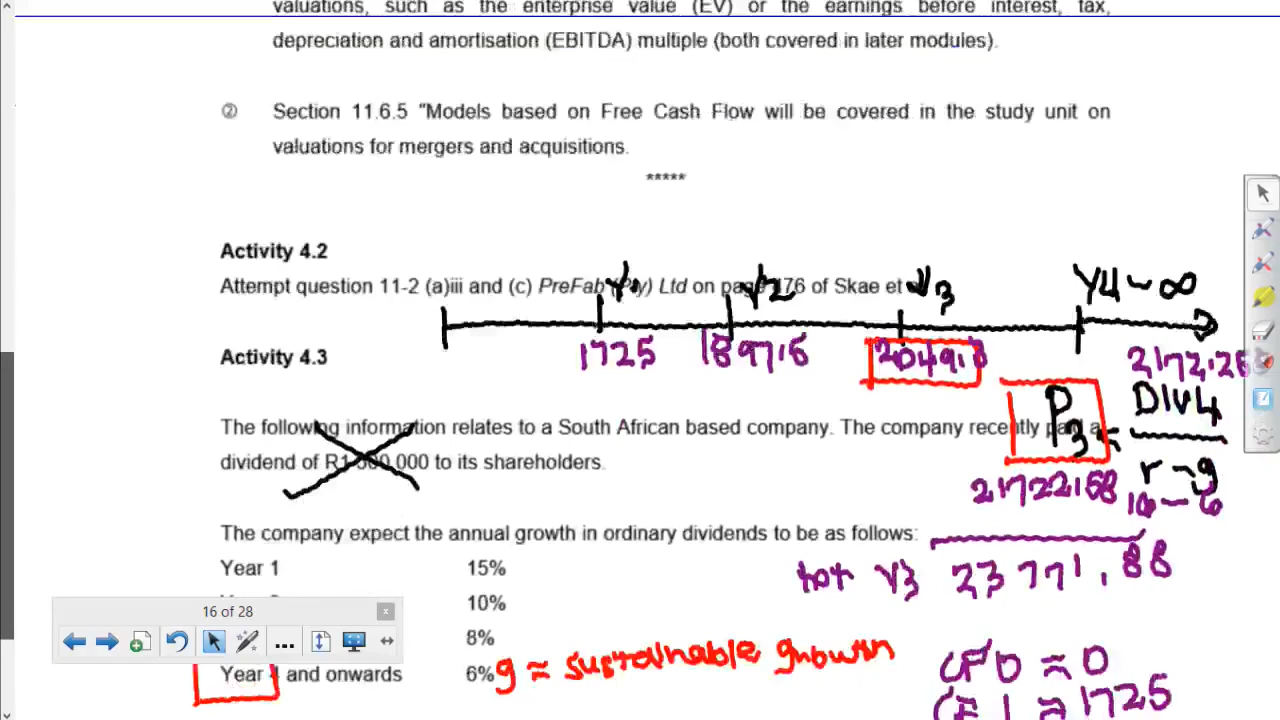 valuations, such as the enterprise value (EV) or the earnings before interest, tax,
depreciation and amortisation (EBITDA) multiple (both covered in later modules).
② Section 11.6.5 "Models based on Free Cash Flow will be covered in the study unit on
valuations for mergers and acquisitions.
*****
Activity 4.2
Attempt question 11-2 (a)iii and (c) PreFab (Pty) Ltd on page 476 of Skae et
Y1 Y2 Y3 Y4 - ∞
1725 1897,5 2049,3 2172,258
Activity 4.3
P3 = Div4
r - g
The following information relates to a South African based company. The company recently paid a
dividend of R1 500 000 to its shareholders.
21722,58 16 - 6
The company expect the annual growth in ordinary dividends to be as follows:
Year 1 15%
tot Y3 23 771,88
10%
16 of 28
8%
Year 4 and onwards 6%
g = sustainable growth
CF0 = 0
CF1 = 1725